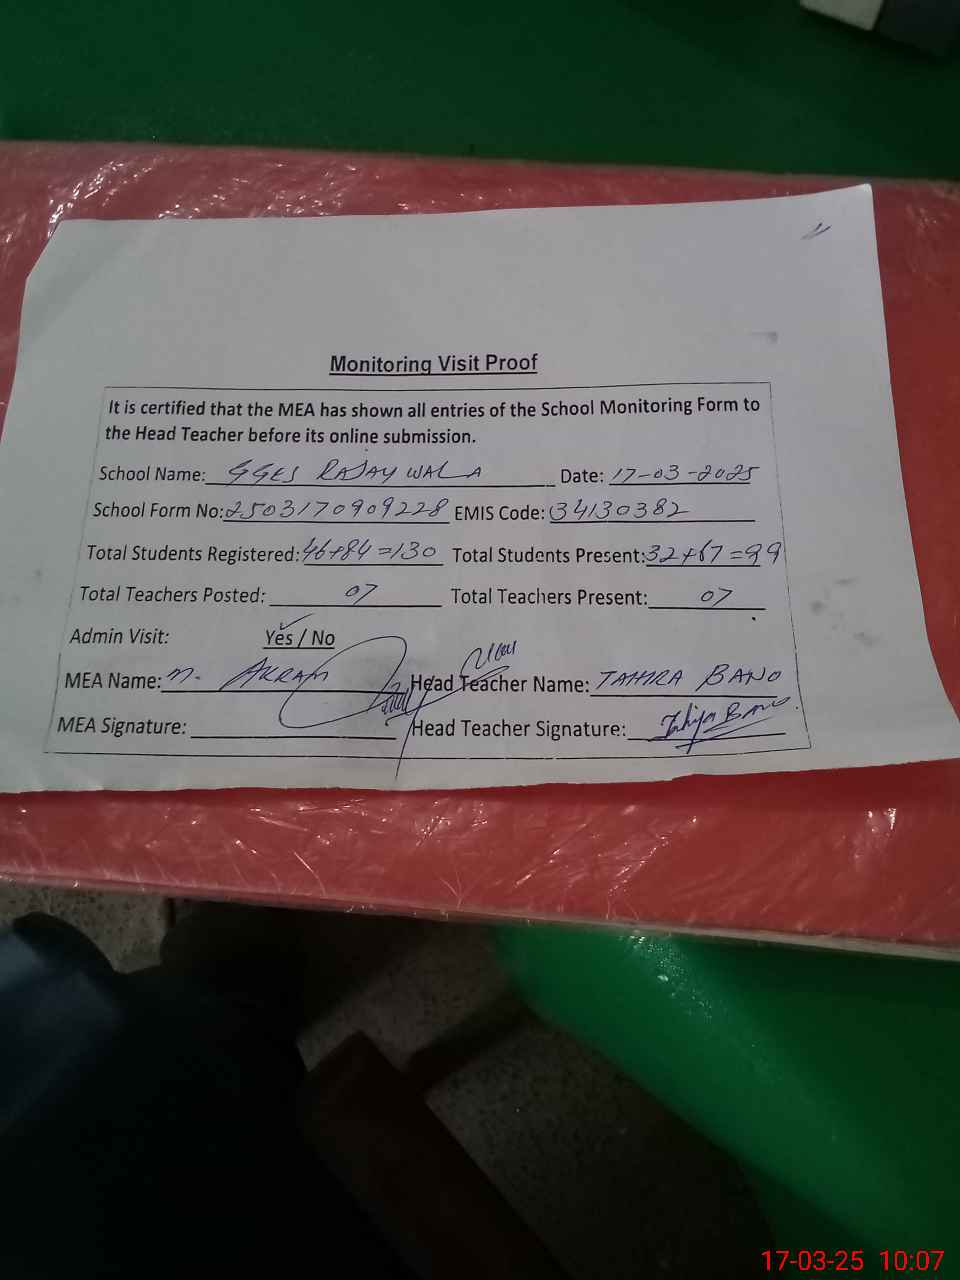 Monitoring Visit Proof
It is certified that the MEA has shown all entries of the School Monitoring Form to
the Head Teacher before its online submission.
School Name: GGES RAJAY WALA Date: 17-03-2025
School Form No: 2503170909228 EMIS Code: 34130382
Total Students Registered: 46+84=130 Total Students Present: 32+67=99
Total Teachers Posted: 07 Total Teachers Present: 07
Admin Visit: Yes / No
MEA Name: M. AKRAM Head Teacher Name: TAHIRA BANO
MEA Signature: Head Teacher Signature: Tahira Bano
17-03-25 10:07